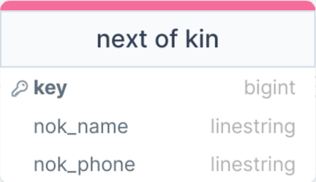 next of kin
key bigint
nok_name linestring
nok_phone linestring